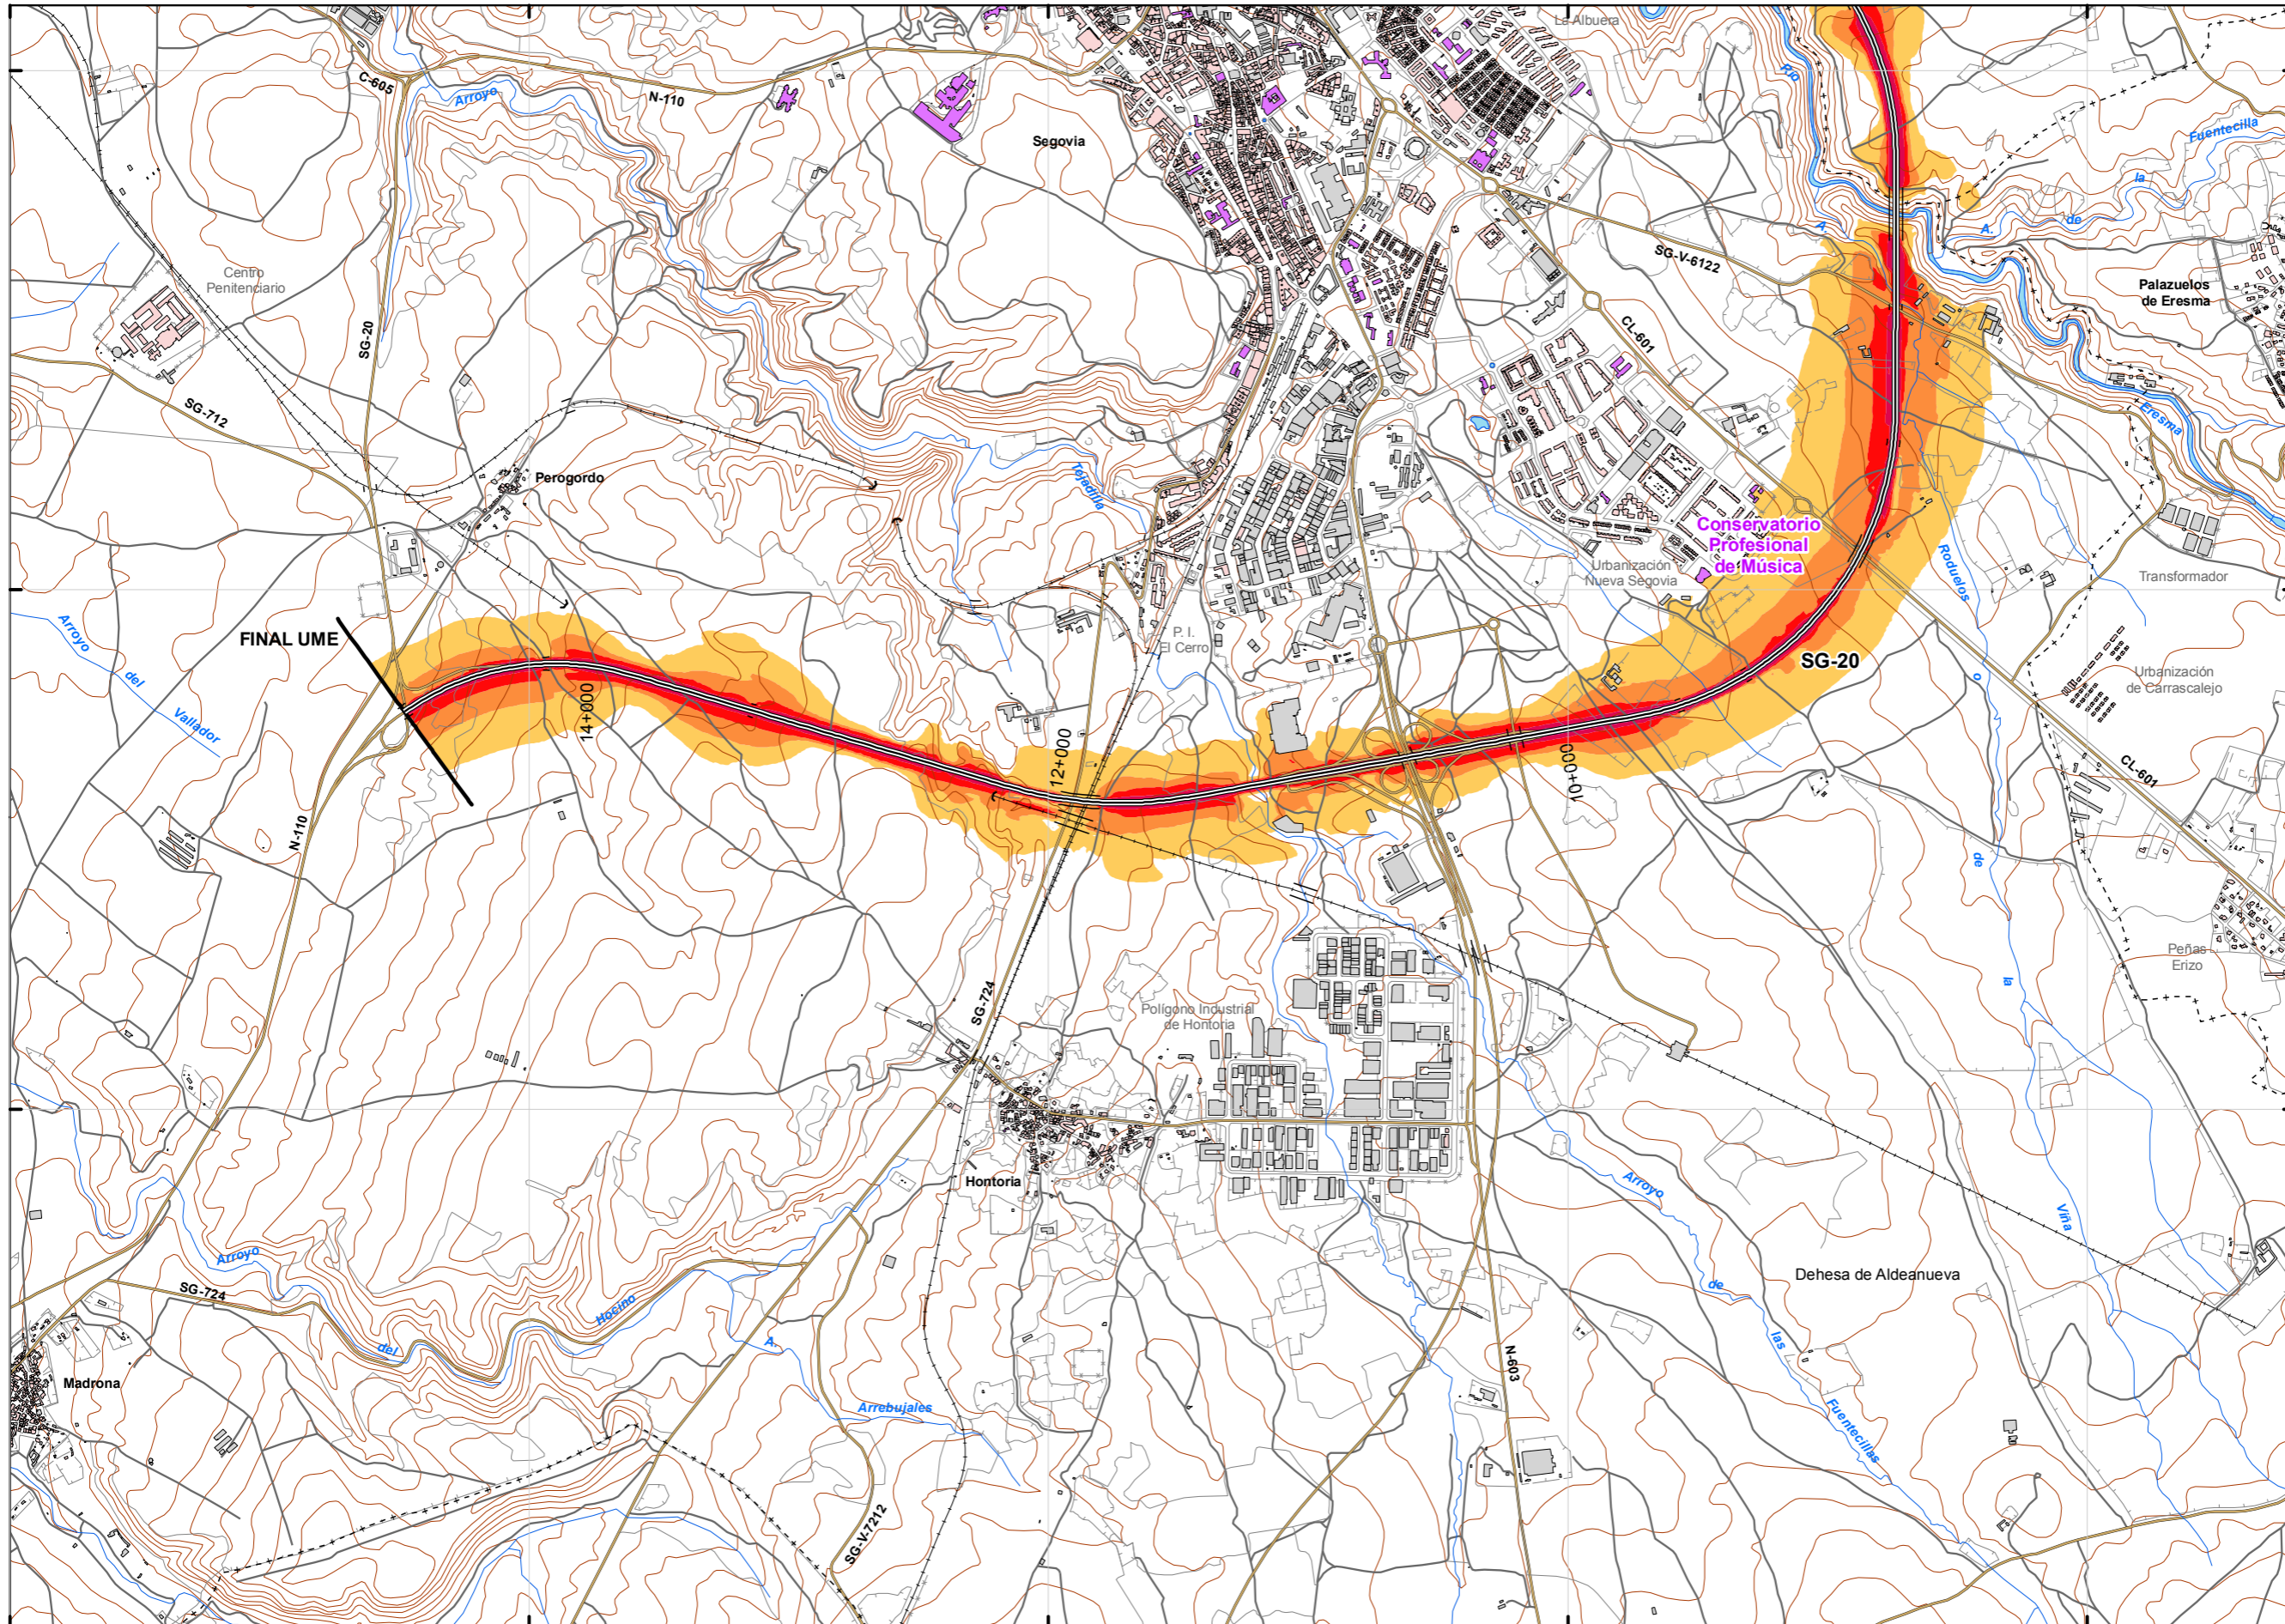 La Albuera
C-605
Arroyo
N-110
Río
Fuentecilla
la
de
A.
A.
Segovia
SG-V-6122
Centro
Penitenciario
Palazuelos
de Eresma
SG-20
CL-601
SG-712
Eresma
Perogordo
Tejadilla
Conservatorio
Profesional
de Música
Roduelos
Urbanización
Nueva Segovia
Transformador
Arroyo
del
Vallador
FINAL UME
P. I.
El Cerro
SG-20
Urbanización
de Carrascalejo
o
14+000
12+000
10+000
CL-601
N-110
de
Peñas
Erizo
la
SG-724
Polígono Industrial
de Hontoria
Hontoria
Arroyo
Viña
Arroyo
SG-724
Hocino
del
A.
de
Dehesa de Aldeanueva
las
N-603
Madrona
Arrebujales
Fuentecillas
SG-V-7212